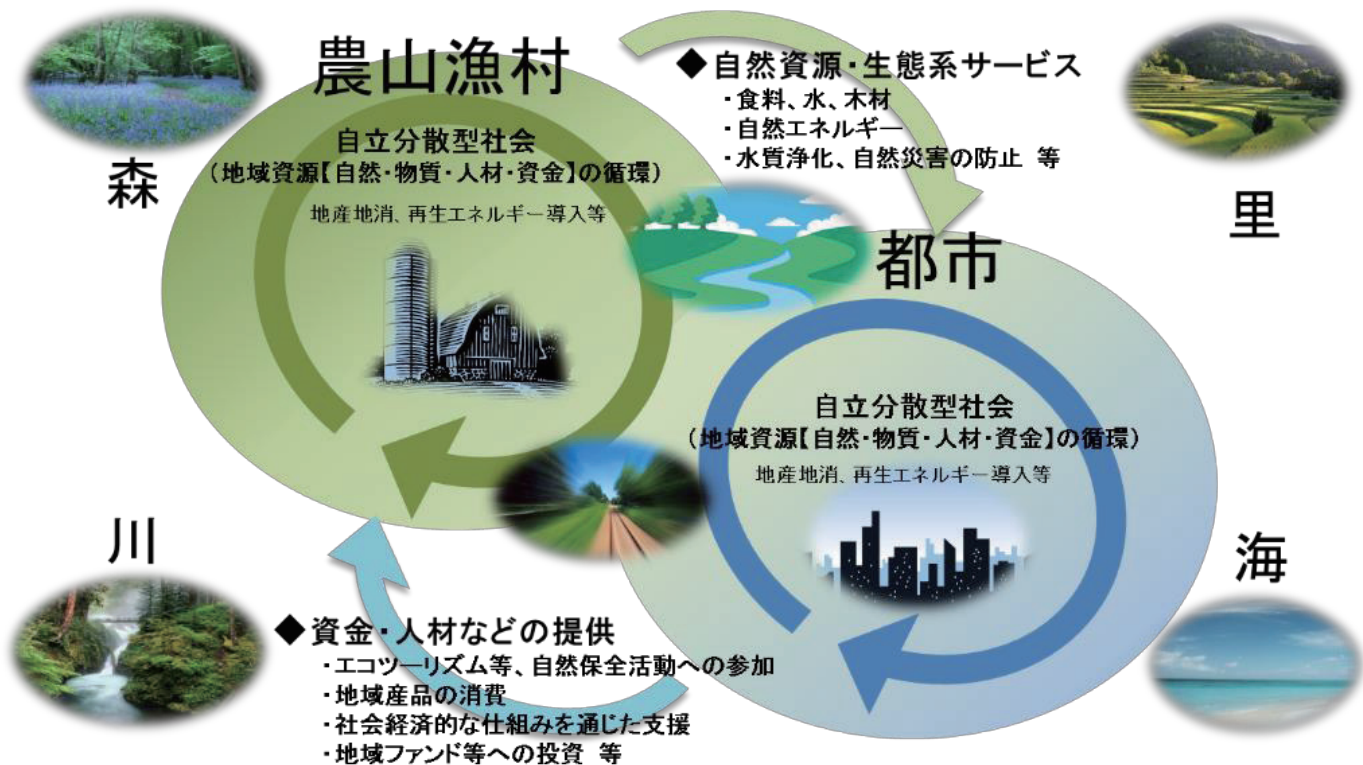 農山漁村
自立分散型社会
(地域資源【自然・物質・人材・資金】の循環)
地産地消、再生エネルギー導入等
◆自然資源・生態系サービス
・食料、水、木材
・自然エネルギー
・水質浄化、自然災害の防止 等
森
里
都市
自立分散型社会
(地域資源【自然・物質・人材・資金】の循環)
地産地消、再生エネルギー導入等
川
海
◆資金・人材などの提供
・エコツーリズム等、自然保全活動への参加
・地域産品の消費
・社会経済的な仕組みを通じた支援
・地域ファンド等への投資 等